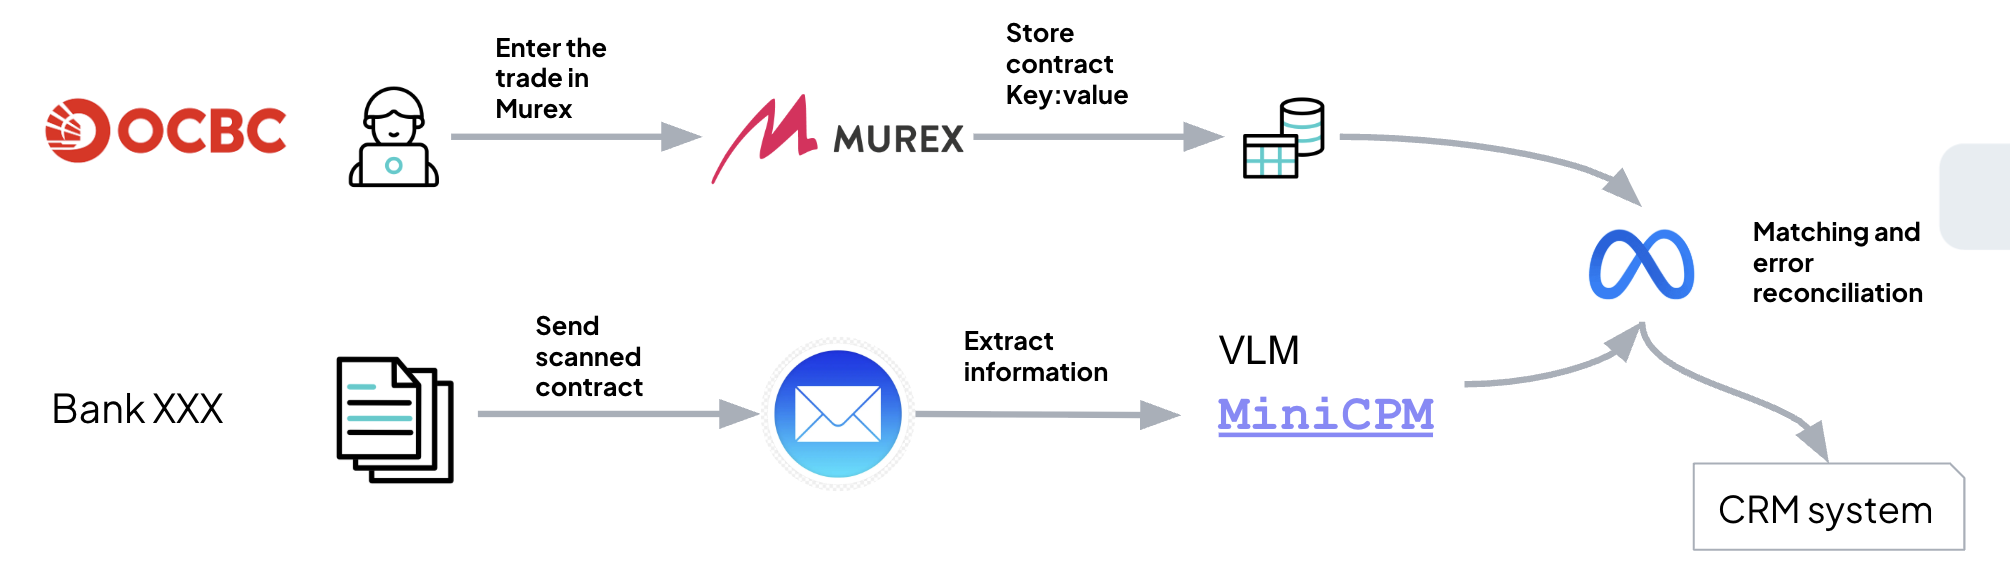 OCBC
Enter the
trade in
Murex
MUREX
Store
contract
Key:value
Matching and
error
reconciliation
Bank XXX
Send
scanned
contract
Extract
information
VLM
MiniCPM
CRM system